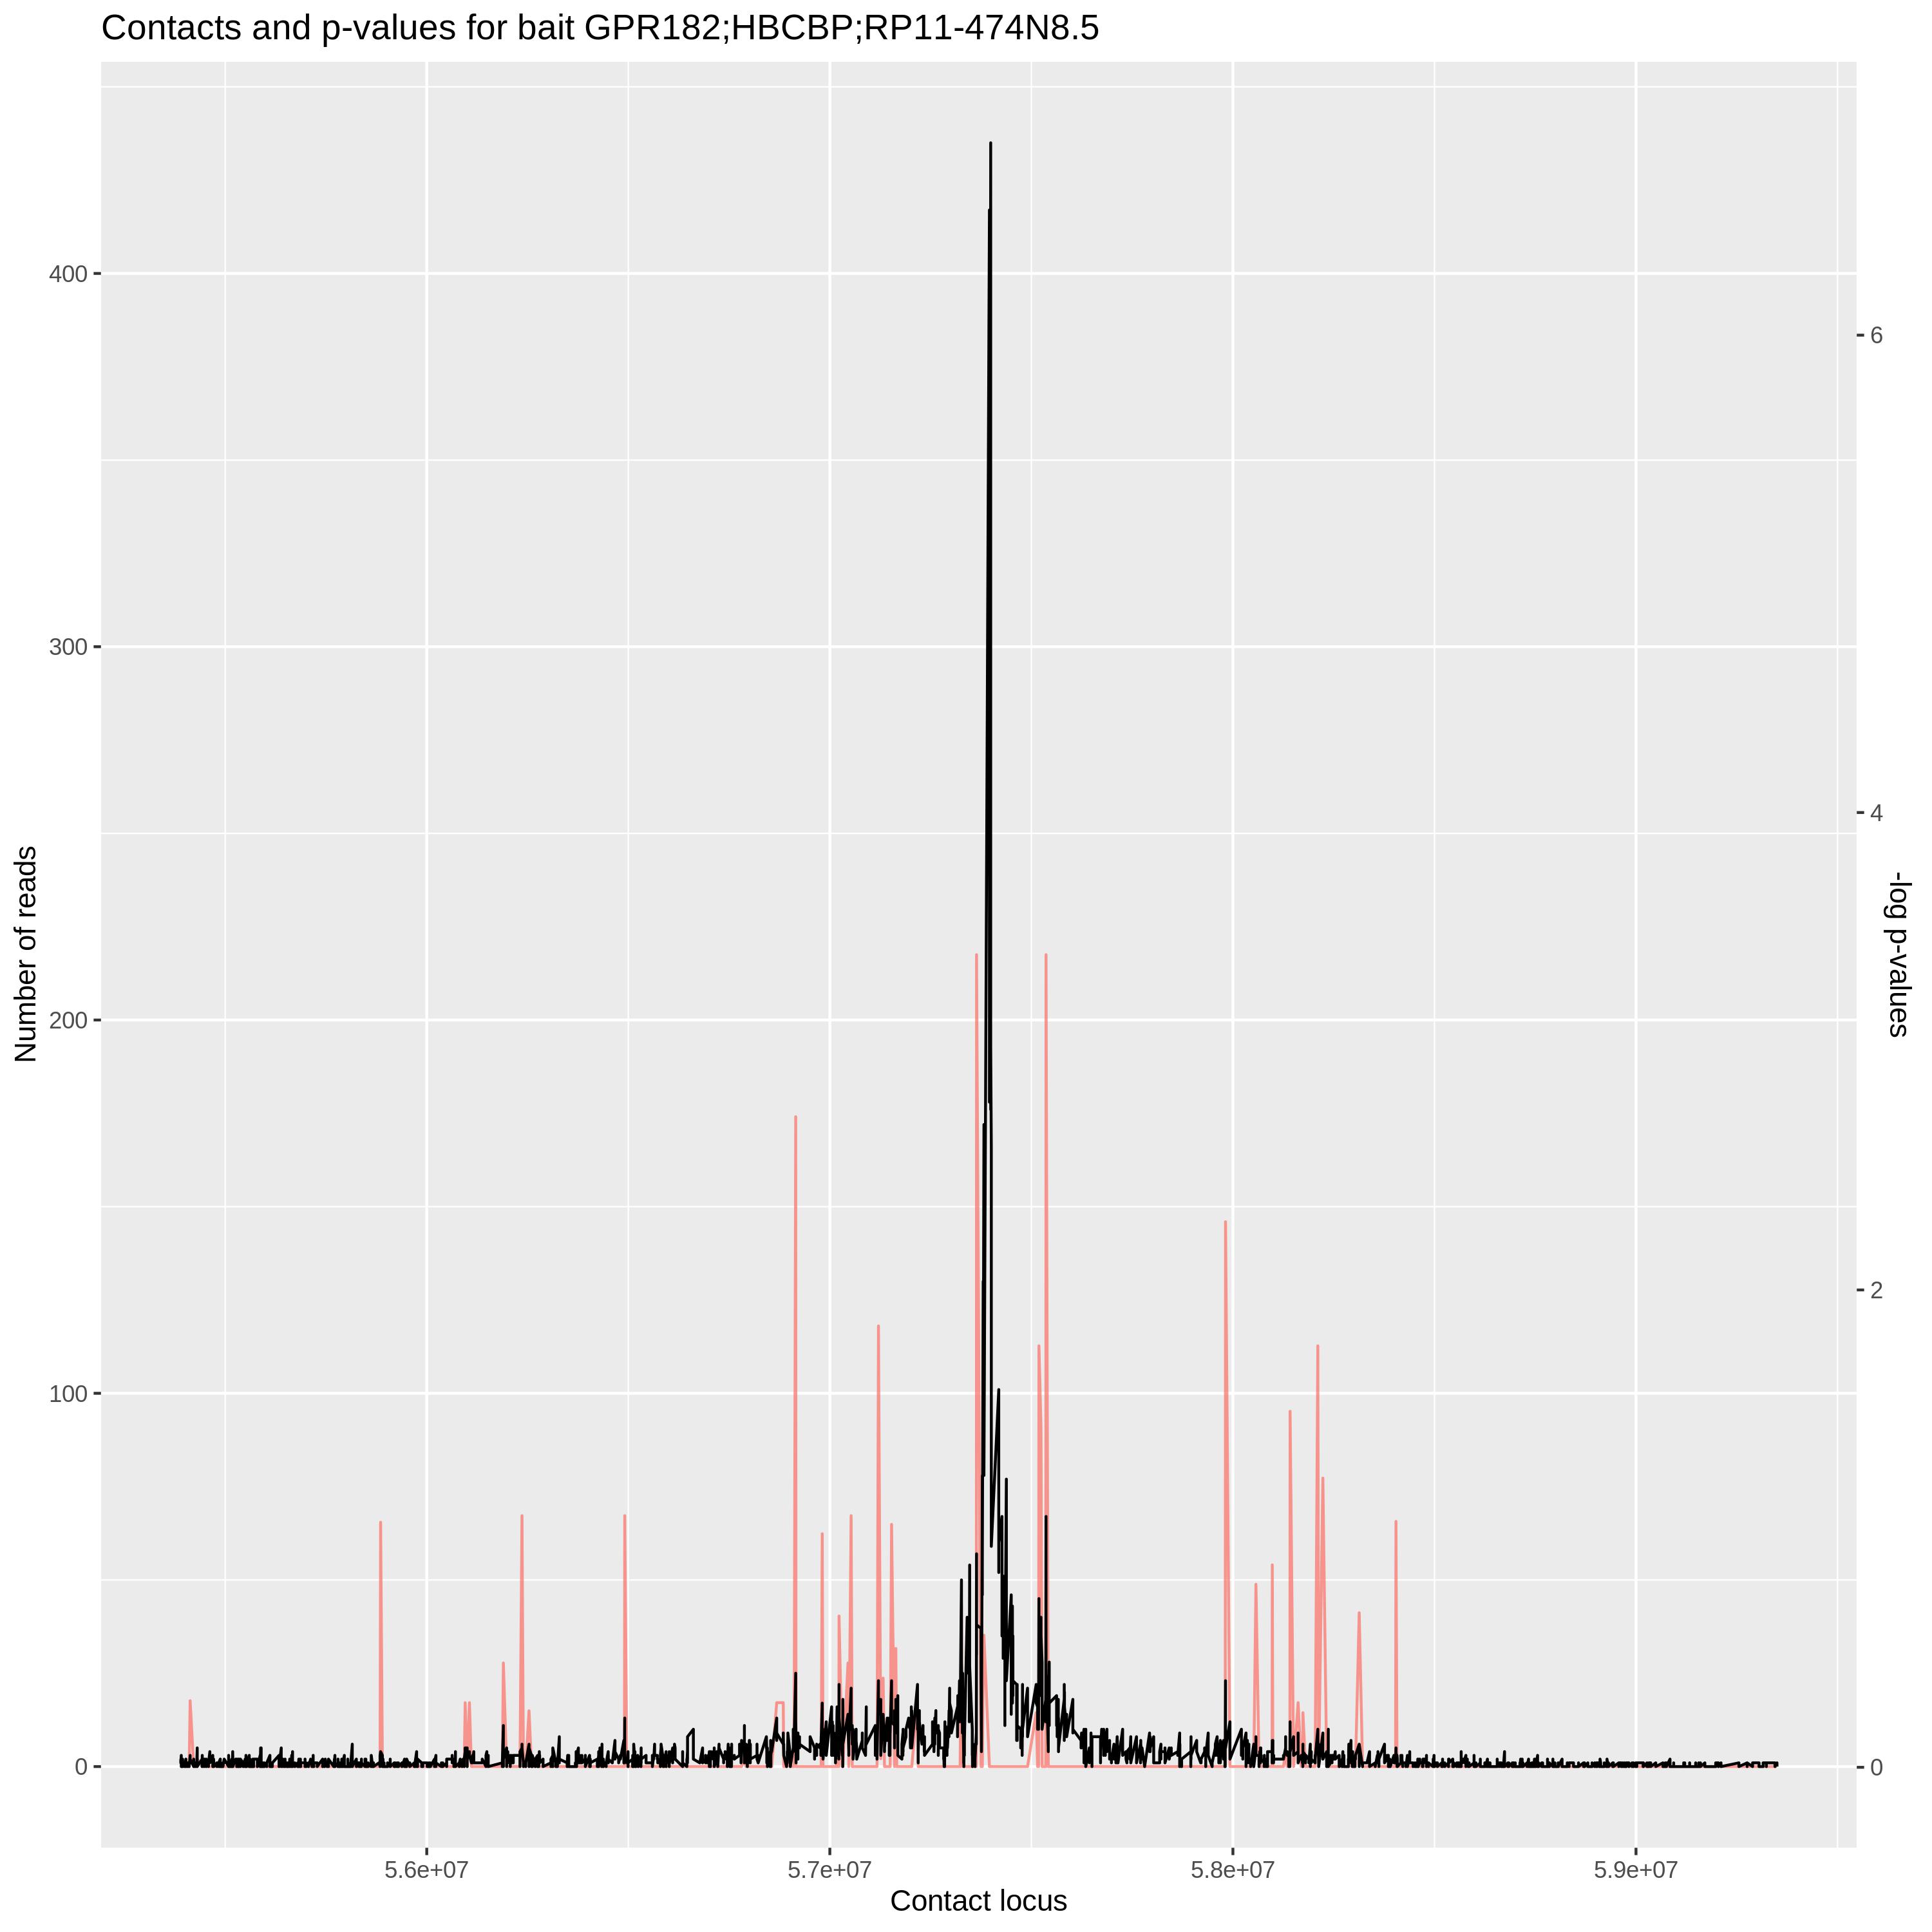 Contacts and p-values for bait GPR182;HBCBP;RP11-474N8.5
Number of reads
400
300
200
100
0
6
4
2
0
-log p-values
5.6e+07
5.7e+07
5.8e+07
5.9e+07
Contact locus